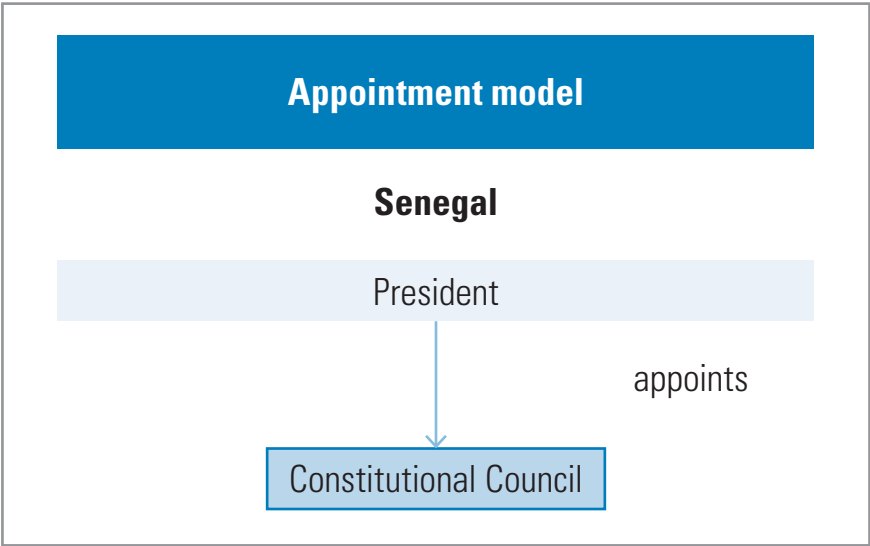 Appointment model
Senegal
President
appoints
Constitutional Council